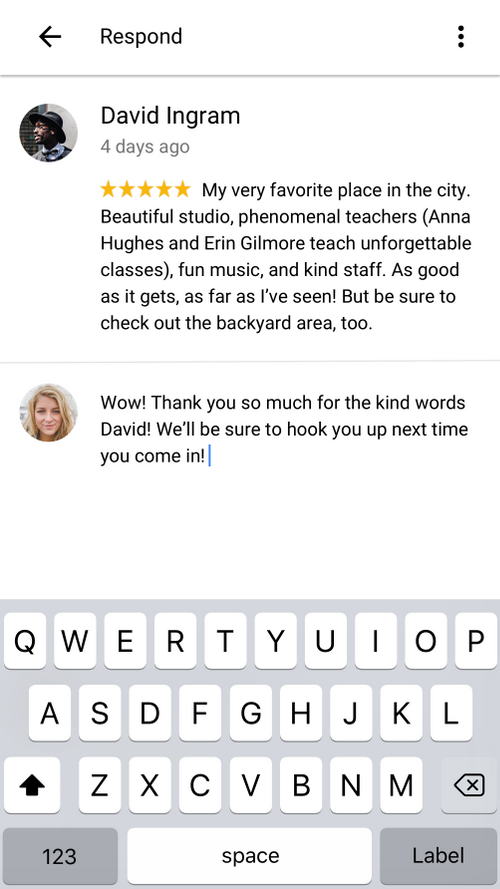 Respond
David Ingram
4 days ago
★★★★★ My very favorite place in the city.
Beautiful studio, phenomenal teachers (Anna
Hughes and Erin Gilmore teach unforgettable
classes), fun music, and kind staff. As good
as it gets, as far as I’ve seen! But be sure to
check out the backyard area, too.
Wow! Thank you so much for the kind words
David! We’ll be sure to hook you up next time
you come in!
Q W E R T Y U I O P
A S D F G H J K L
Z X C V B N M
123 space Label